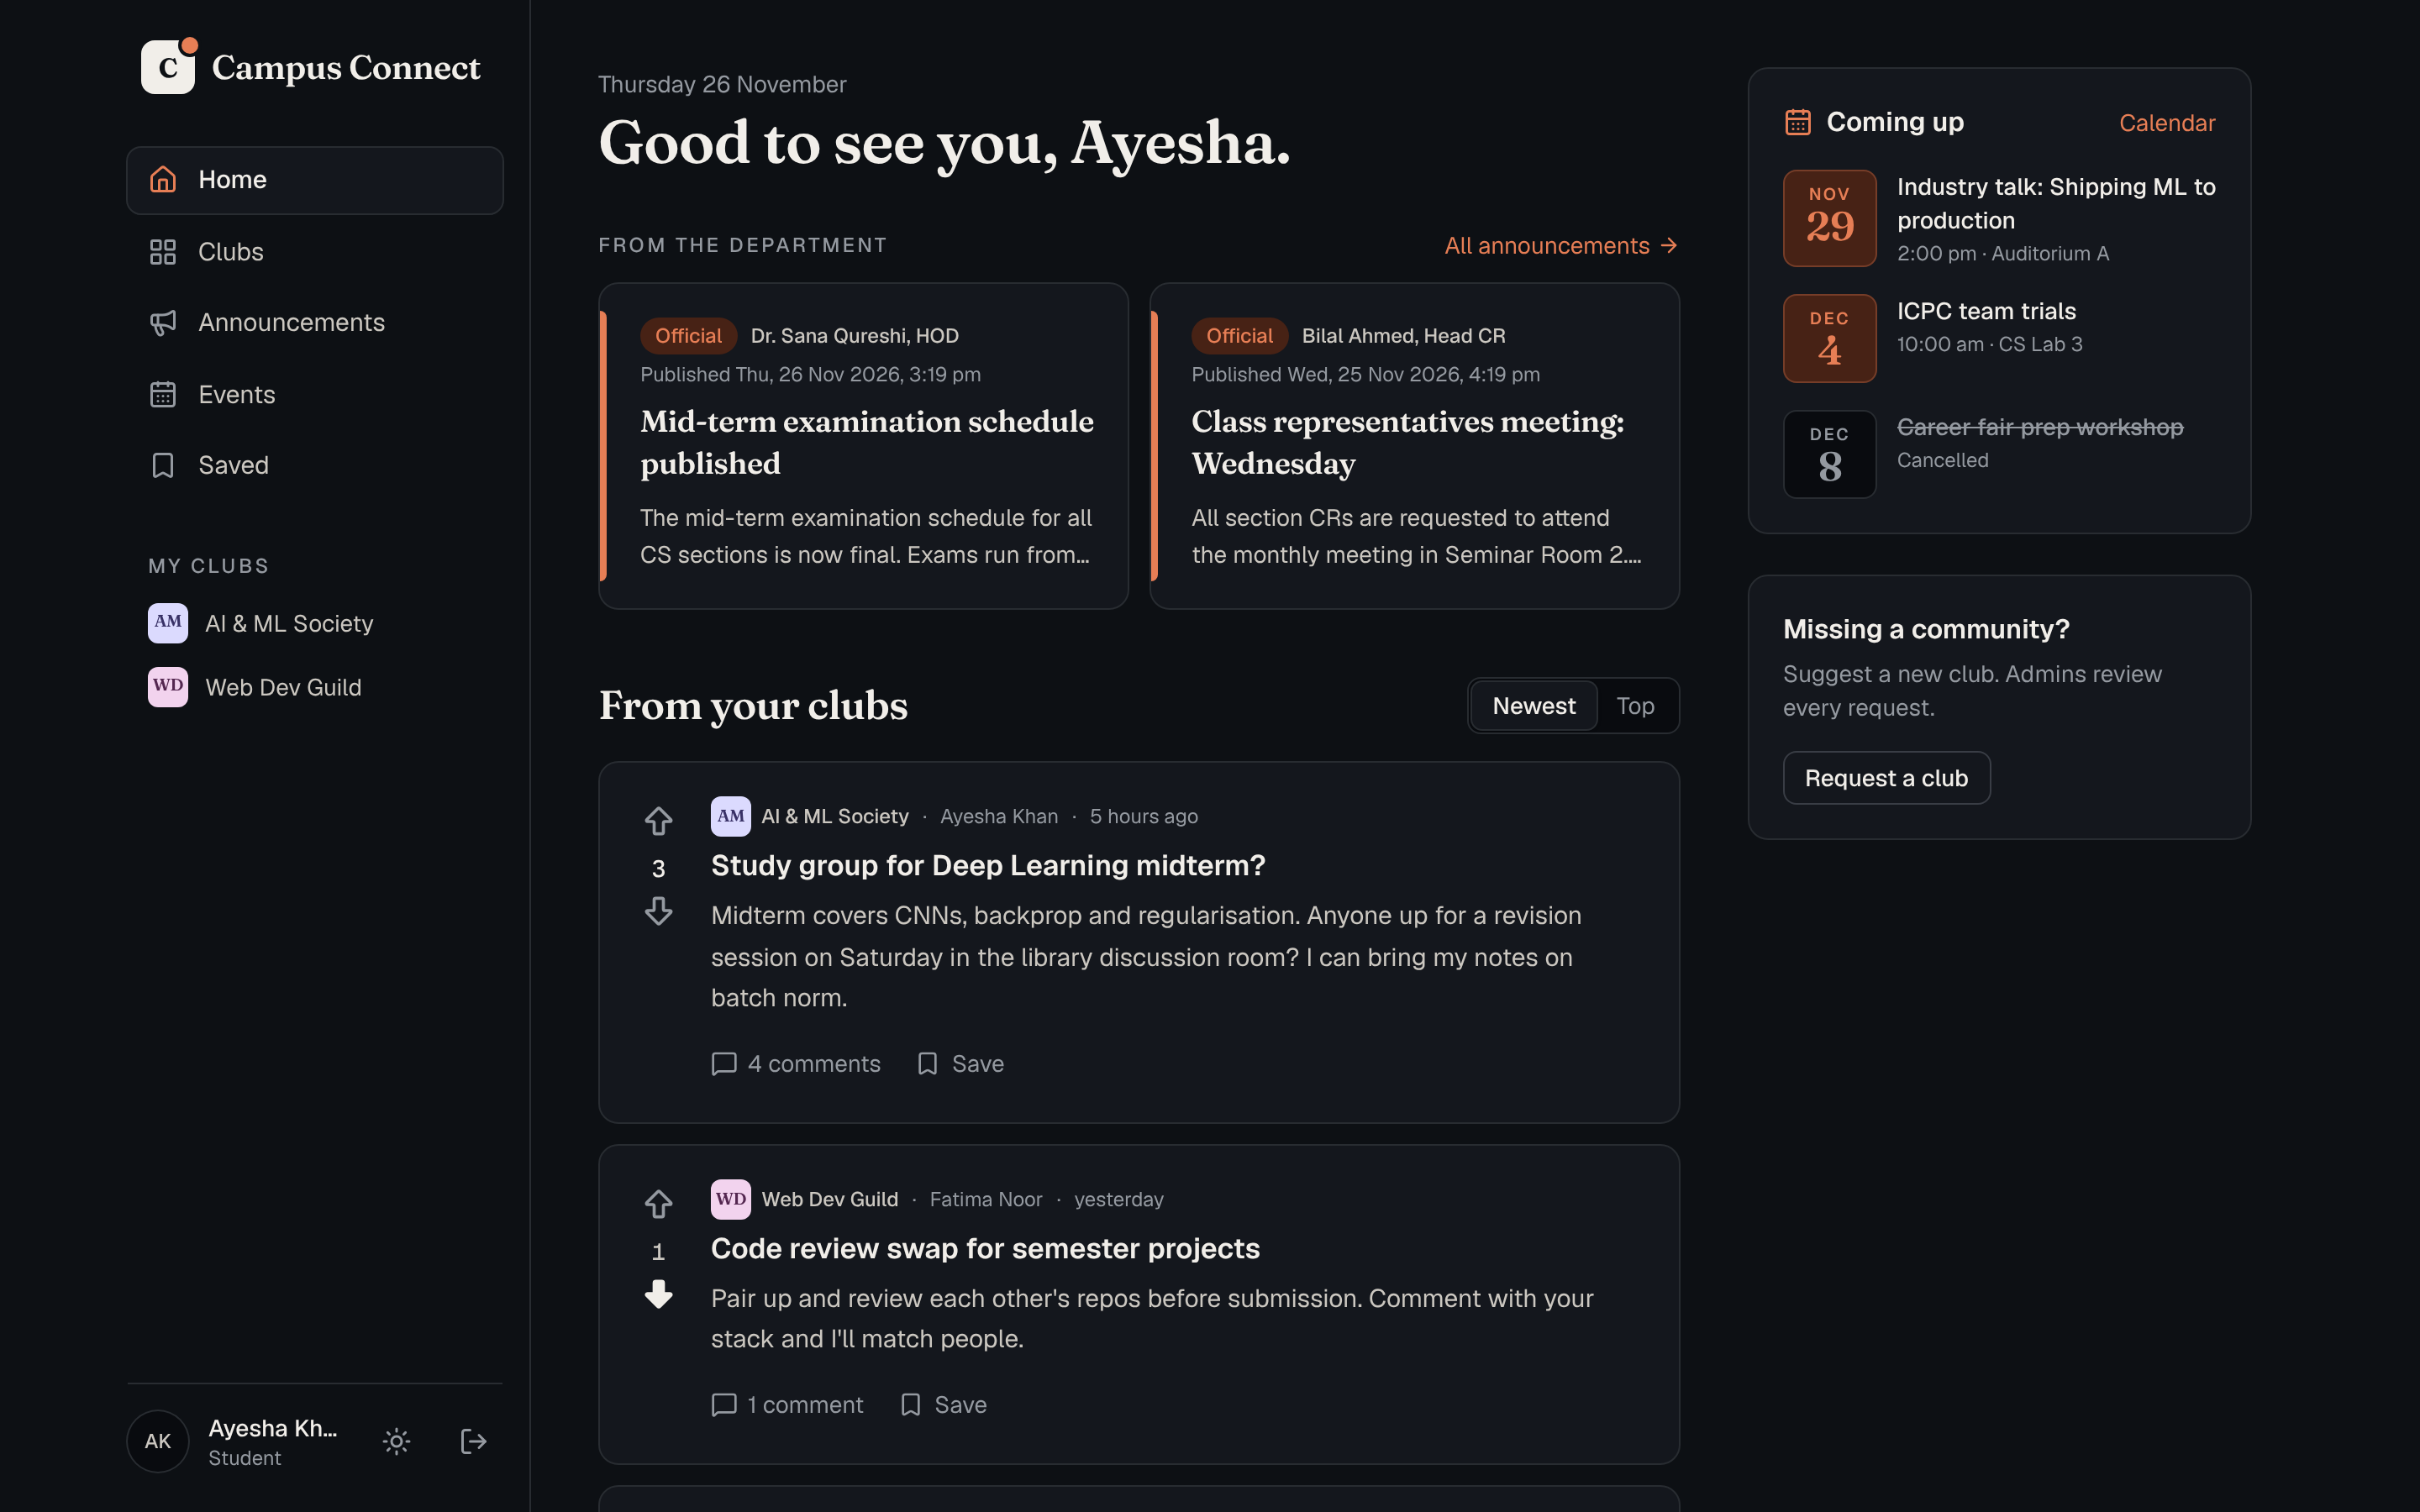 C
Campus Connect
Home
Clubs
Announcements
Events
Saved
MY CLUBS
AM
AI & ML Society
WD
Web Dev Guild
AK
Ayesha Kh...
Student
Thursday 26 November
Good to see you, Ayesha.
FROM THE DEPARTMENT
All announcements →
Official
Dr. Sana Qureshi, HOD
Published Thu, 26 Nov 2026, 3:19 pm
Mid-term examination schedule
published
The mid-term examination schedule for all
CS sections is now final. Exams run from...
Official
Bilal Ahmed, Head CR
Published Wed, 25 Nov 2026, 4:19 pm
Class representatives meeting:
Wednesday
All section CRs are requested to attend
the monthly meeting in Seminar Room 2....
From your clubs
Newest
Top
AM
AI & ML Society · Ayesha Khan · 5 hours ago
3
Study group for Deep Learning midterm?
Midterm covers CNNs, backprop and regularisation. Anyone up for a revision
session on Saturday in the library discussion room? I can bring my notes on
batch norm.
4 comments
Save
WD
Web Dev Guild · Fatima Noor · yesterday
1
Code review swap for semester projects
Pair up and review each other's repos before submission. Comment with your
stack and I'll match people.
1 comment
Save
Coming up
Calendar
NOV
29
Industry talk: Shipping ML to
production
2:00 pm · Auditorium A
DEC
4
ICPC team trials
10:00 am · CS Lab 3
DEC
8
Career fair prep workshop
Cancelled
Missing a community?
Suggest a new club. Admins review
every request.
Request a club